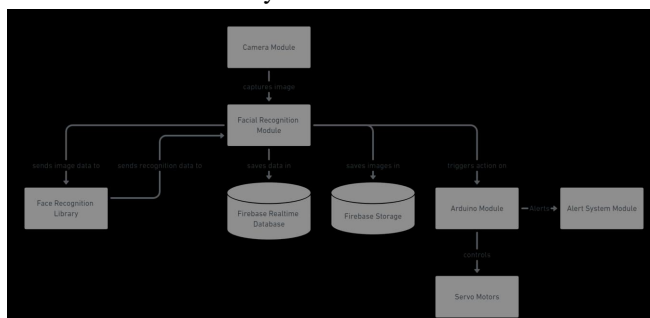 Camera Module
captures image
Facial Recognition
Module
sends image data to
sends recognition data to
saves data in
saves images in
triggers action on
Face Recognition
Library
Firebase Realtime
Database
Firebase Storage
Arduino Module
Alerts
Alert System Module
controls
Servo Motors